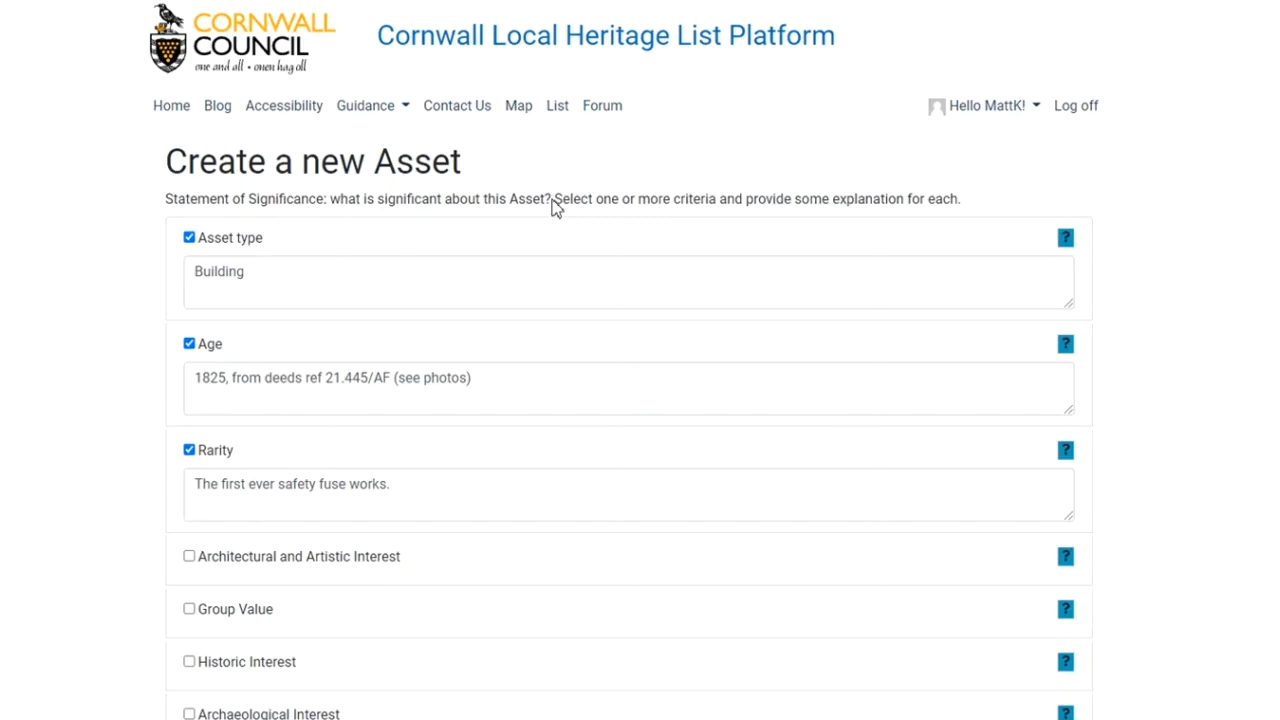 CORNWALL
COUNCIL
one and all • onen hag oll
Cornwall Local Heritage List Platform
Home Blog Accessibility Guidance Contact Us Map List Forum Hello MattK! Log off
Create a new Asset
Statement of Significance: what is significant about this Asset? Select one or more criteria and provide some explanation for each.
Asset type ?
Building
Age ?
1825, from deeds ref 21.445/AF (see photos)
Rarity ?
The first ever safety fuse works.
Architectural and Artistic Interest ?
Group Value ?
Historic Interest ?
Archaeological Interest ?